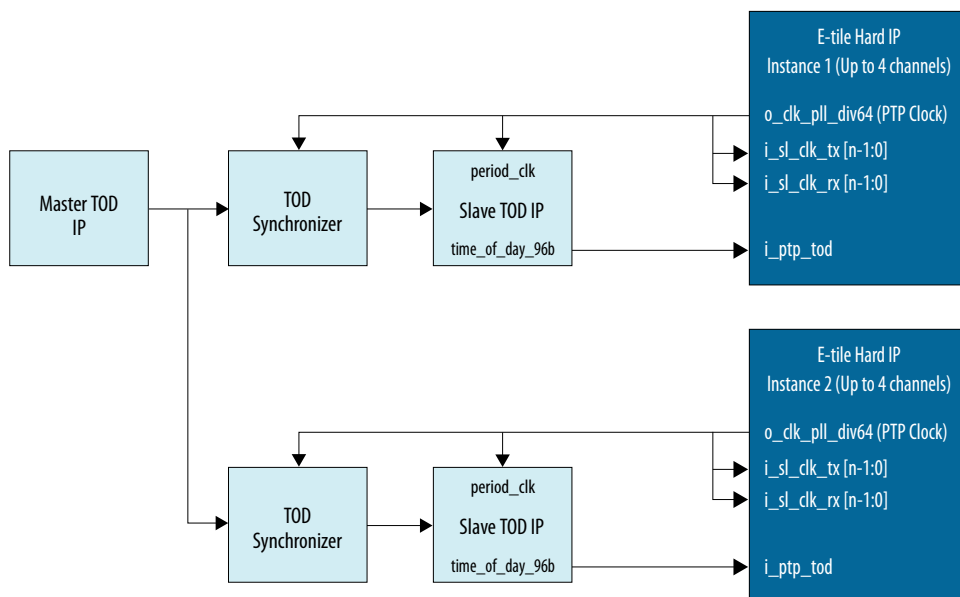 E-tile Hard IP
Instance 1 (Up to 4 channels)
o_clk_pll_div64 (PTP Clock)
i_sl_clk_tx [n-1:0]
i_sl_clk_rx [n-1:0]
i_ptp_tod
Master TOD
IP
TOD
Synchronizer
period_clk
Slave TOD IP
time_of_day_96b
E-tile Hard IP
Instance 2 (Up to 4 channels)
o_clk_pll_div64 (PTP Clock)
i_sl_clk_tx [n-1:0]
i_sl_clk_rx [n-1:0]
i_ptp_tod
TOD
Synchronizer
period_clk
Slave TOD IP
time_of_day_96b